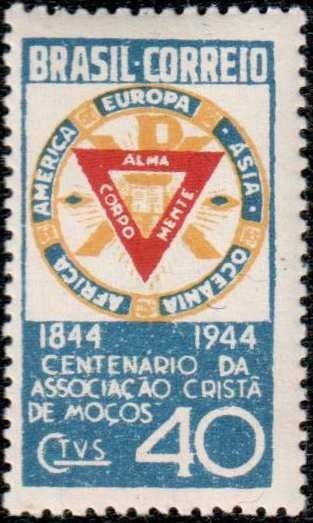 BRASIL·CORREIO
AMERICA · EUROPA · ASIA · OCEANIA · AFRICA
ALMA
CORPO MENTE
1844 1944
CENTENÁRIO DA
ASSOCIAÇÃO CRISTÃ
DE MOÇOS
CTVS 40